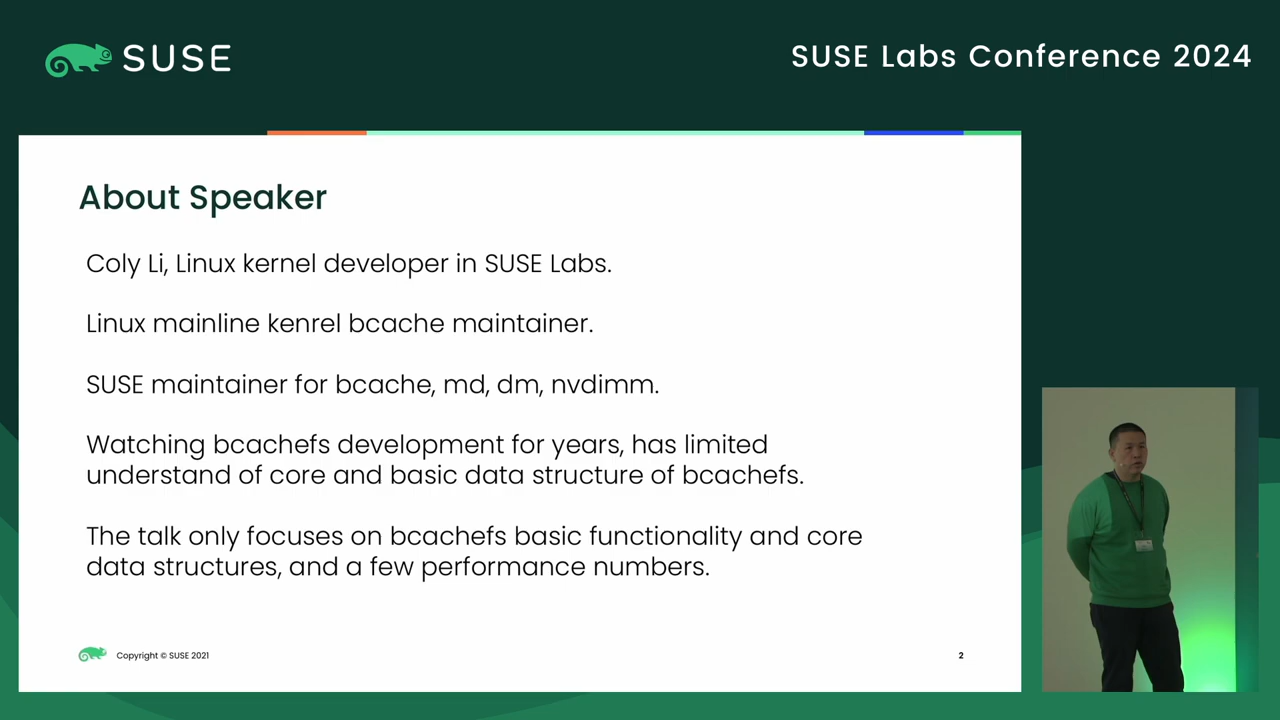 SUSE
SUSE Labs Conference 2024
About Speaker
Coly Li, Linux kernel developer in SUSE Labs.
Linux mainline kenrel bcache maintainer.
SUSE maintainer for bcache, md, dm, nvdimm.
Watching bcachefs development for years, has limited
understand of core and basic data structure of bcachefs.
The talk only focuses on bcachefs basic functionality and core
data structures, and a few performance numbers.
Copyright © SUSE 2021
2